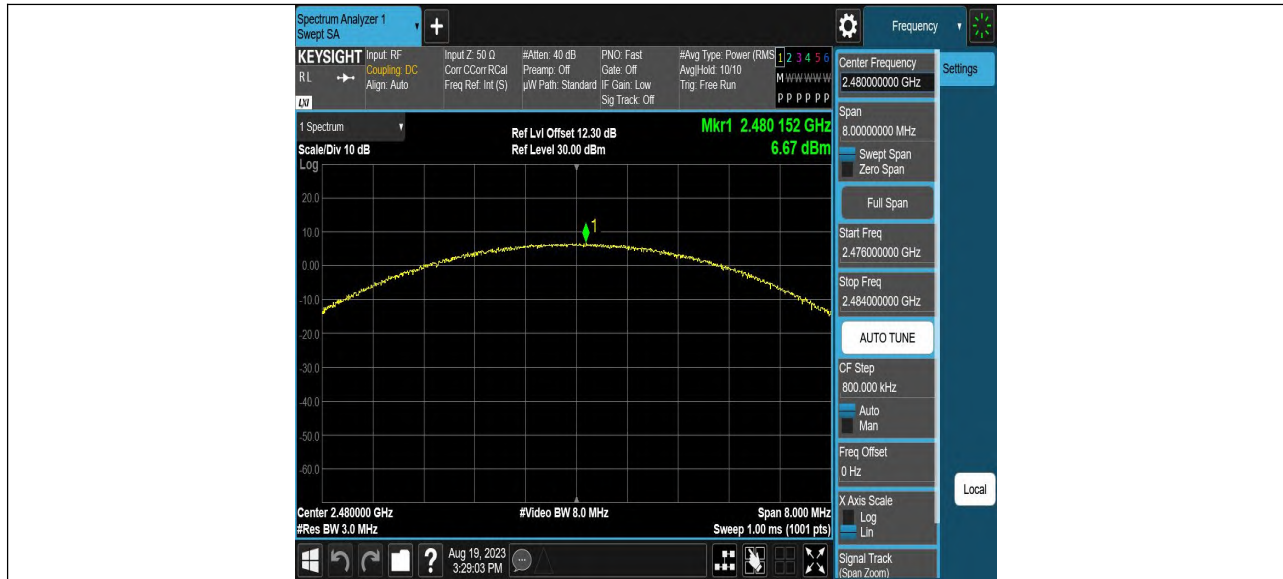 Spectrum Analyzer 1
Swept SA
+
Frequency
KEYSIGHT
R L
LXI
Input: RF
Coupling: DC
Align: Auto
Input Z: 50 Ω
Corr CCorr RCal
Freq Ref: Int (S)
#Atten: 40 dB
Preamp: Off
µW Path: Standard
PNO: Fast
Gate: Off
IF Gain: Low
Sig Track: Off
#Avg Type: Power (RMS
Avg|Hold: 10/10
Trig: Free Run
1 2 3 4 5 6
M W W W W W
P P P P P P
1 Spectrum
Scale/Div 10 dB
Log
Ref Lvl Offset 12.30 dB
Ref Level 30.00 dBm
Mkr1 2.480 152 GHz
6.67 dBm
1
20.0
10.0
0.00
-10.0
-20.0
-30.0
-40.0
-50.0
-60.0
Center 2.480000 GHz
#Res BW 3.0 MHz
#Video BW 8.0 MHz
Span 8.000 MHz
Sweep 1.00 ms (1001 pts)
?
Aug 19, 2023
3:29:03 PM
Center Frequency
2.480000000 GHz
Span
8.00000000 MHz
Swept Span
Zero Span
Full Span
Start Freq
2.476000000 GHz
Stop Freq
2.484000000 GHz
AUTO TUNE
CF Step
800.000 kHz
Auto
Man
Freq Offset
0 Hz
X Axis Scale
Log
Lin
Signal Track
(Span Zoom)
Settings
Local